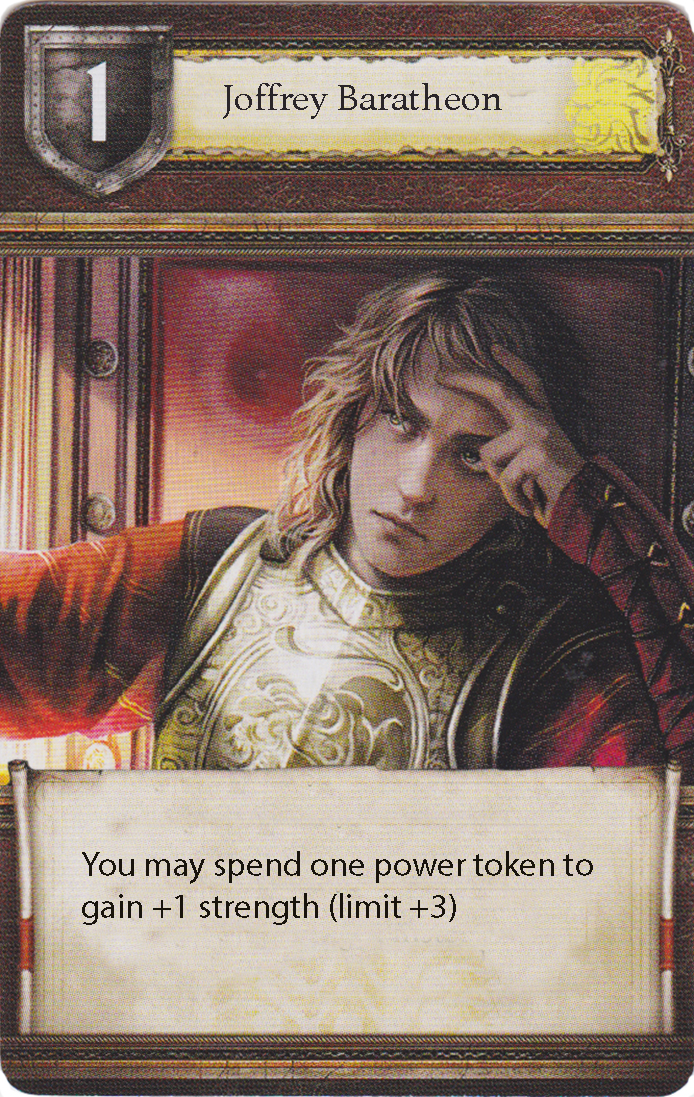 1
Joffrey Baratheon
You may spend one power token to
gain +1 strength (limit +3)